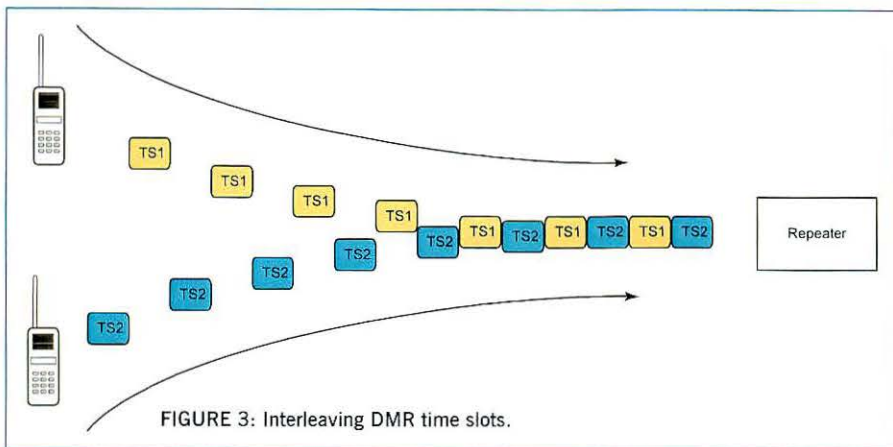 TS1
TS1
TS1
TS1
TS2 TS1 TS2 TS1 TS2 TS1 TS2
Repeater
TS2
TS2
TS2
TS2
FIGURE 3: Interleaving DMR time slots.